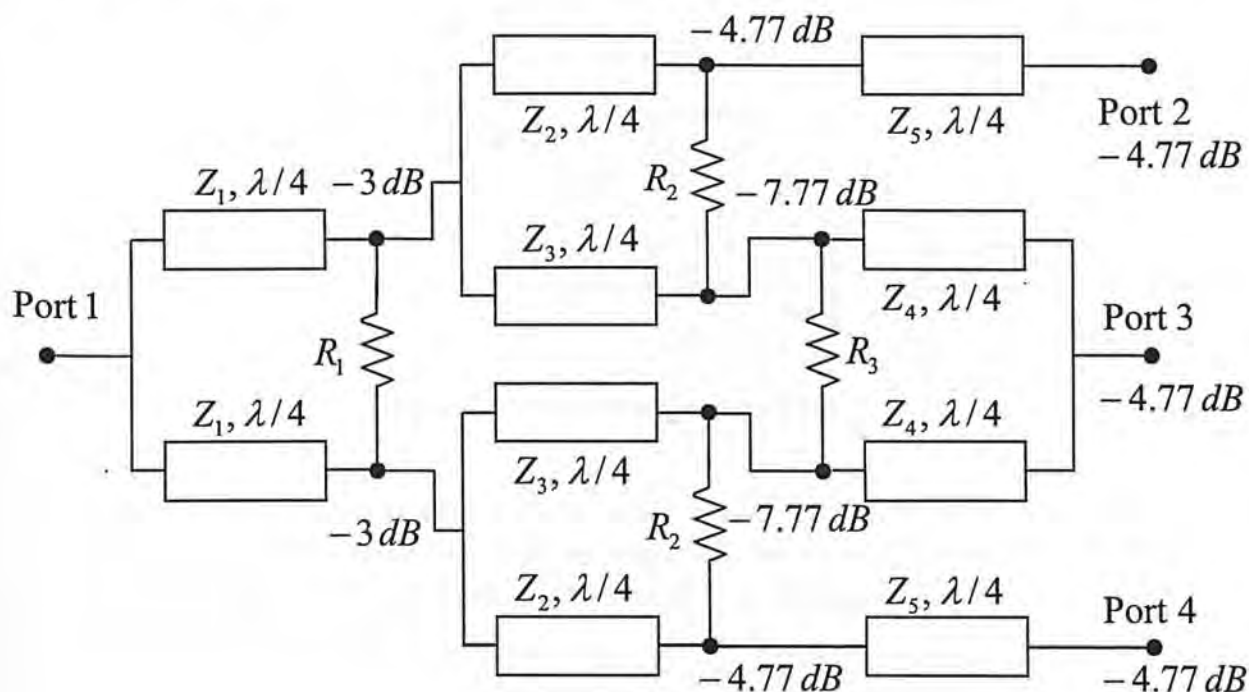 -4.77 dB
Z₂, λ/4
Z₅, λ/4
Port 2
-4.77 dB
Z₁, λ/4
-3 dB
R₂
-7.77 dB
Z₃, λ/4
Z₄, λ/4
Port 1
R₁
R₃
Port 3
-4.77 dB
Z₁, λ/4
Z₃, λ/4
Z₄, λ/4
-3 dB
R₂
-7.77 dB
Z₂, λ/4
Z₅, λ/4
Port 4
-4.77 dB
-4.77 dB